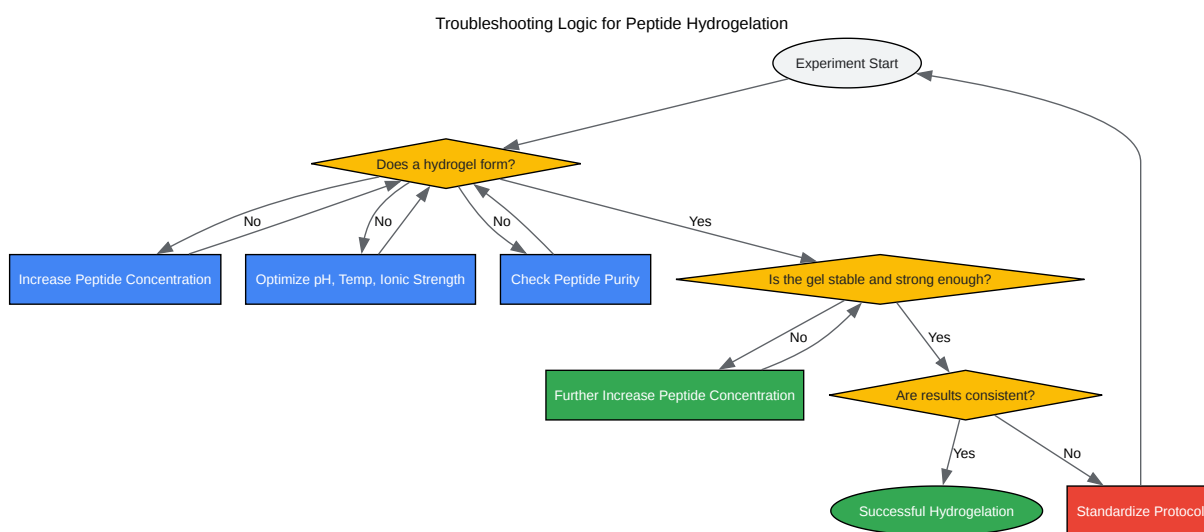 Troubleshooting Logic for Peptide Hydrogelation
Experiment Start
Does a hydrogel form?
No
No
No
Yes
Increase Peptide Concentration
Optimize pH, Temp, Ionic Strength
Check Peptide Purity
Is the gel stable and strong enough?
No
Yes
Further Increase Peptide Concentration
Are results consistent?
Yes
No
Successful Hydrogelation
Standardize Protocol